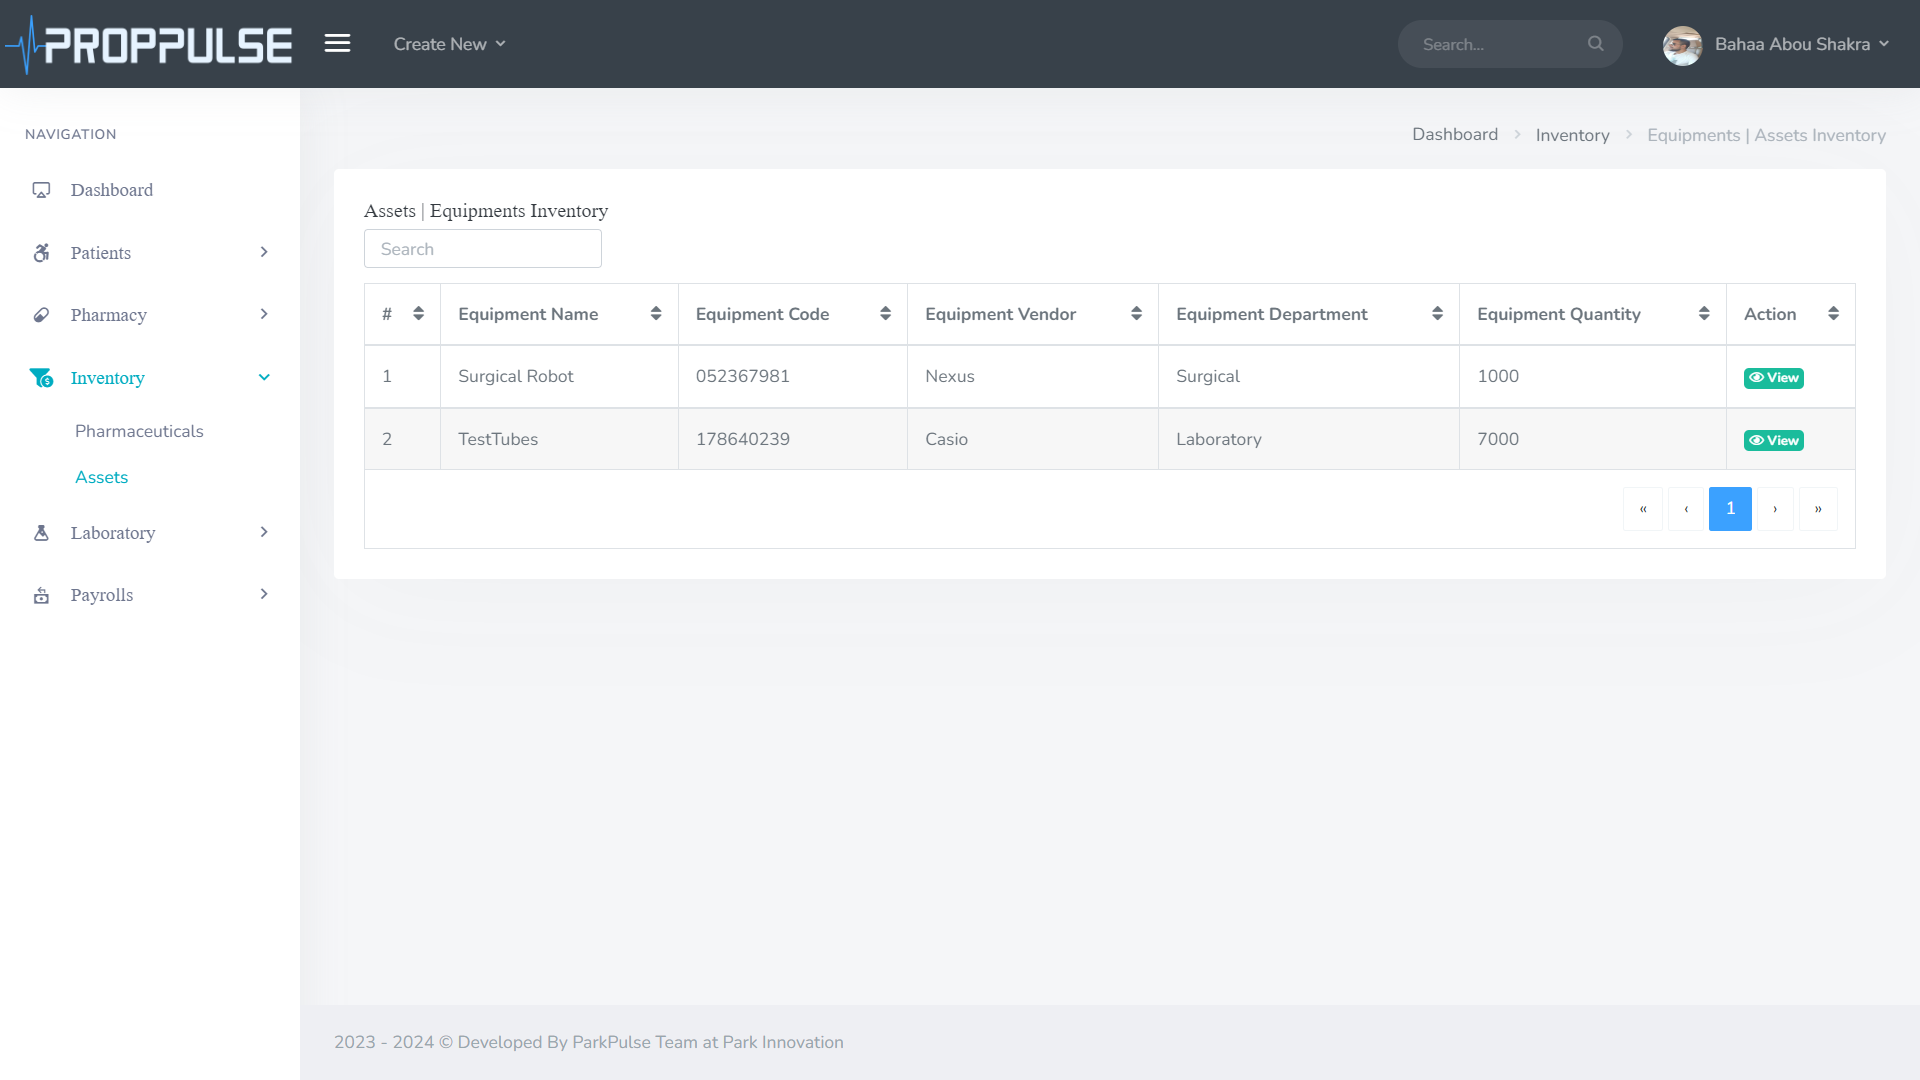 PROPPULSE
Create New
Search...
Bahaa Abou Shakra
NAVIGATION
Dashboard
Patients
Pharmacy
Inventory
Pharmaceuticals
Assets
Laboratory
Payrolls
Dashboard > Inventory > Equipments | Assets Inventory
Assets | Equipments Inventory
Search
# Equipment Name Equipment Code Equipment Vendor Equipment Department Equipment Quantity Action
1 Surgical Robot 052367981 Nexus Surgical 1000 View
2 TestTubes 178640239 Casio Laboratory 7000 View
« ‹ 1 › »
2023 - 2024 © Developed By ParkPulse Team at Park Innovation